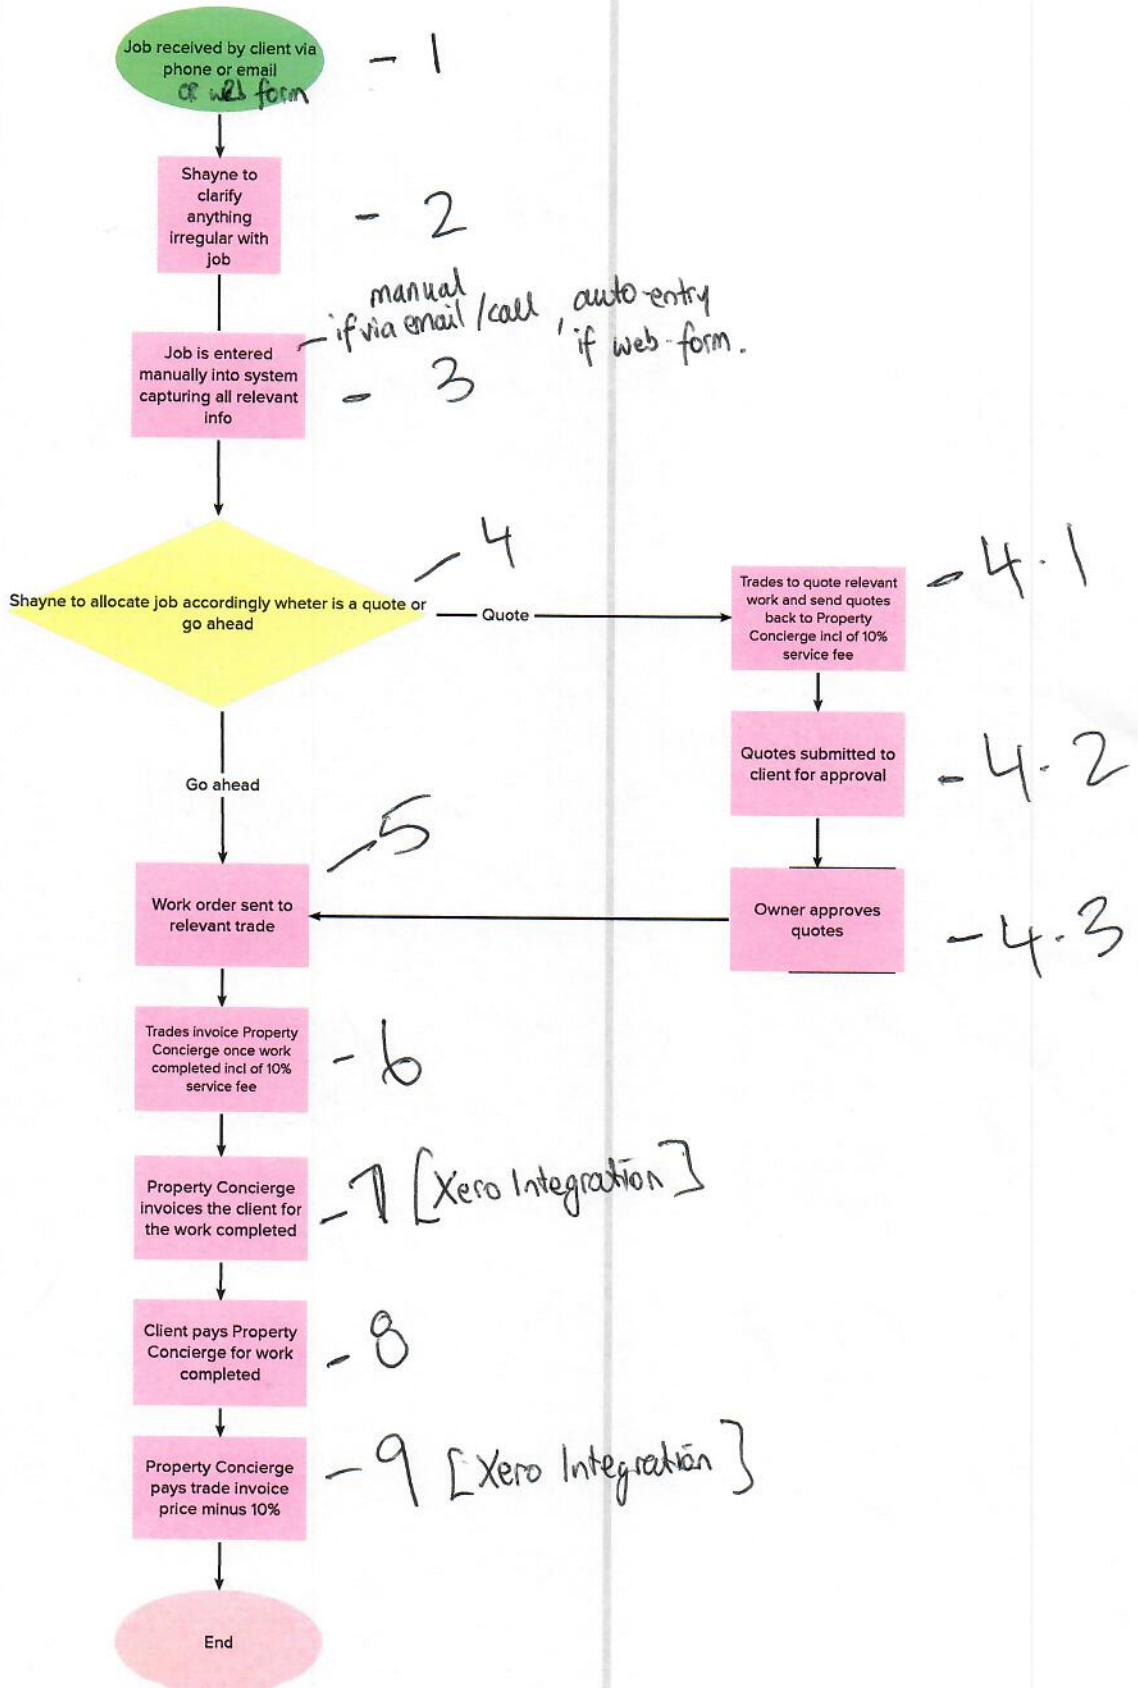 Job received by client via
phone or email
or web form
- 1
Shayne to
clarify
anything
irregular with
job
- 2
manual
if via email/call, auto-entry
if web-form.
Job is entered
manually into system
capturing all relevant
info
- 3
Shayne to allocate job accordingly wheter is a quote or
go ahead
- 4
Quote
Trades to quote relevant
work and send quotes
back to Property
Concierge incl of 10%
service fee
- 4.1
Quotes submitted to
client for approval
- 4.2
Owner approves
quotes
- 4.3
Go ahead
Work order sent to
relevant trade
- 5
Trades invoice Property
Concierge once work
completed incl of 10%
service fee
- 6
Property Concierge
invoices the client for
the work completed
- 7 [Xero Integration]
Client pays Property
Concierge for work
completed
- 8
Property Concierge
pays trade invoice
price minus 10%
- 9 [Xero Integration]
End